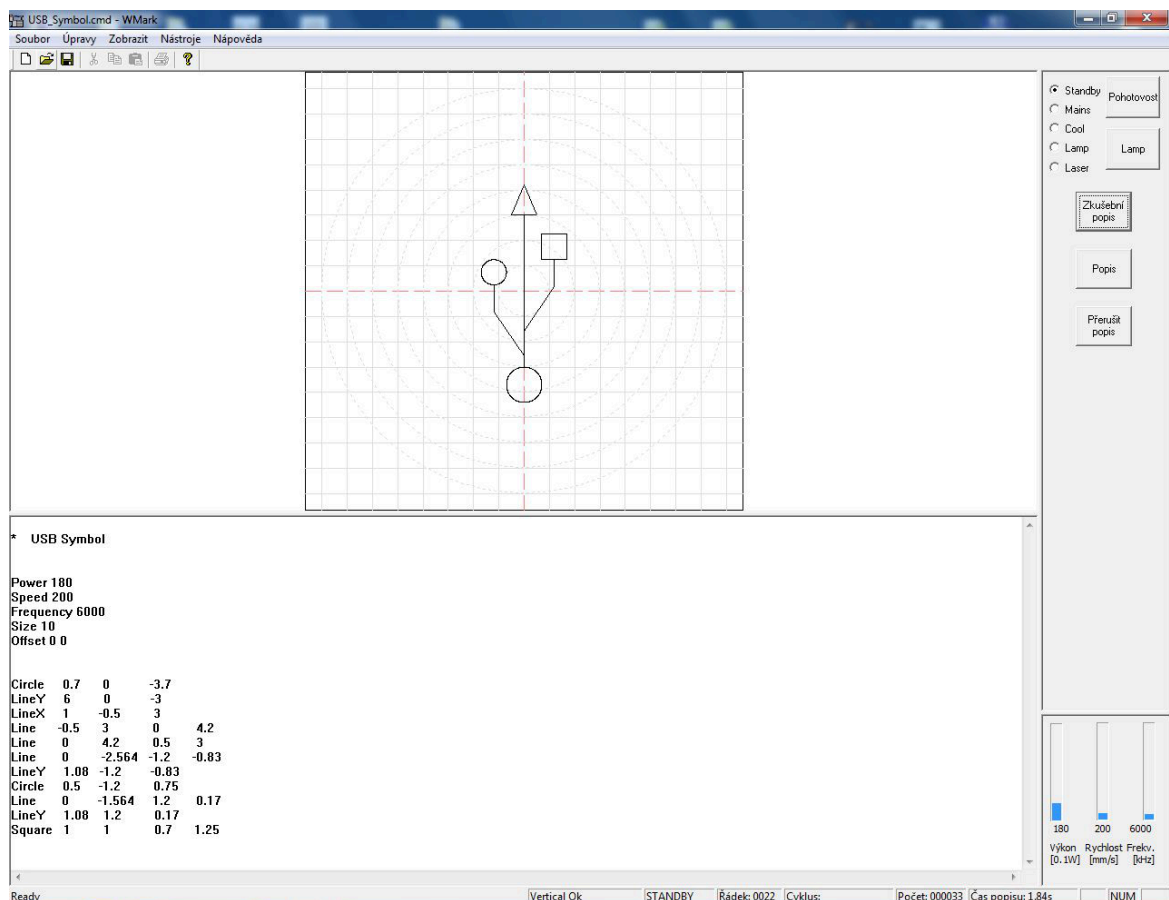 USB_Symbol.cmd - WMark
Soubor Úpravy Zobrazit Nástroje Nápověda
Standby
Mains
Cool
Lamp
Laser
Pohotovost
Lamp
Zkušební
popis
Popis
Přerušit
popis
* USB Symbol
Power 180
Speed 200
Frequency 6000
Size 10
Offset 0 0
Circle 0.7 0 -3.7
LineY 6 0 -3
LineX 1 -0.5 3
Line -0.5 3 0 4.2
Line 0 4.2 0.5 3
Line 0 -2.564 -1.2 -0.83
LineY 1.08 -1.2 -0.83
Circle 0.5 -1.2 0.75
Line 0 -1.564 1.2 0.17
LineY 1.08 1.2 0.17
Square 1 1 0.7 1.25
180 200 6000
Výkon Rychlost Frekv.
[0.1W] [mm/s] [kHz]
Ready Vertical Ok STANDBY Řádek: 0022 Cyklus: Počet: 000033 Čas popisu: 1.84s NUM